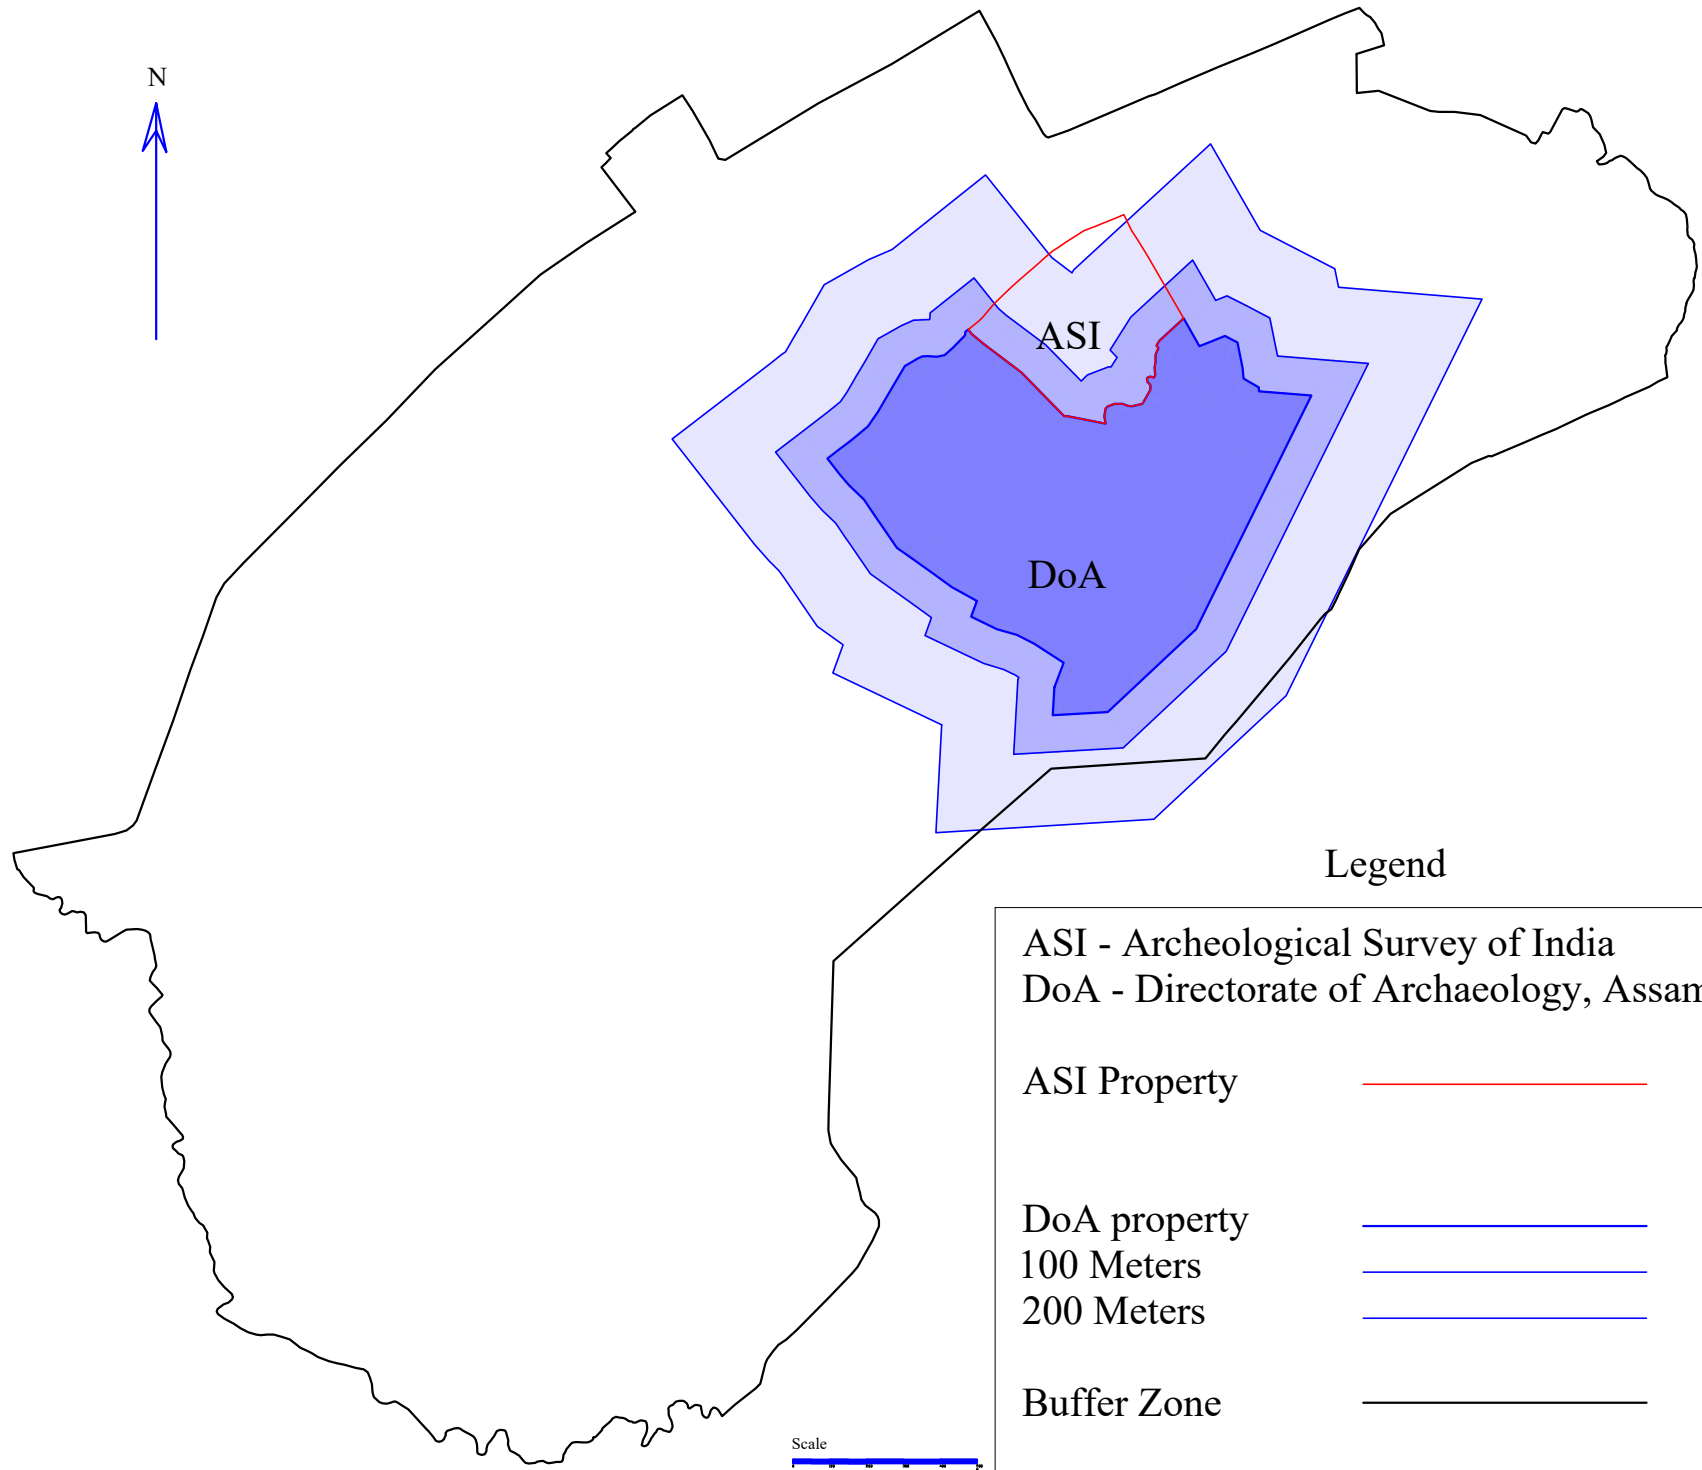 N
ASI
DoA
Legend
ASI - Archeological Survey of India
DoA - Directorate of Archaeology, Assam
ASI Property
DoA property
100 Meters
200 Meters
Buffer Zone
Scale